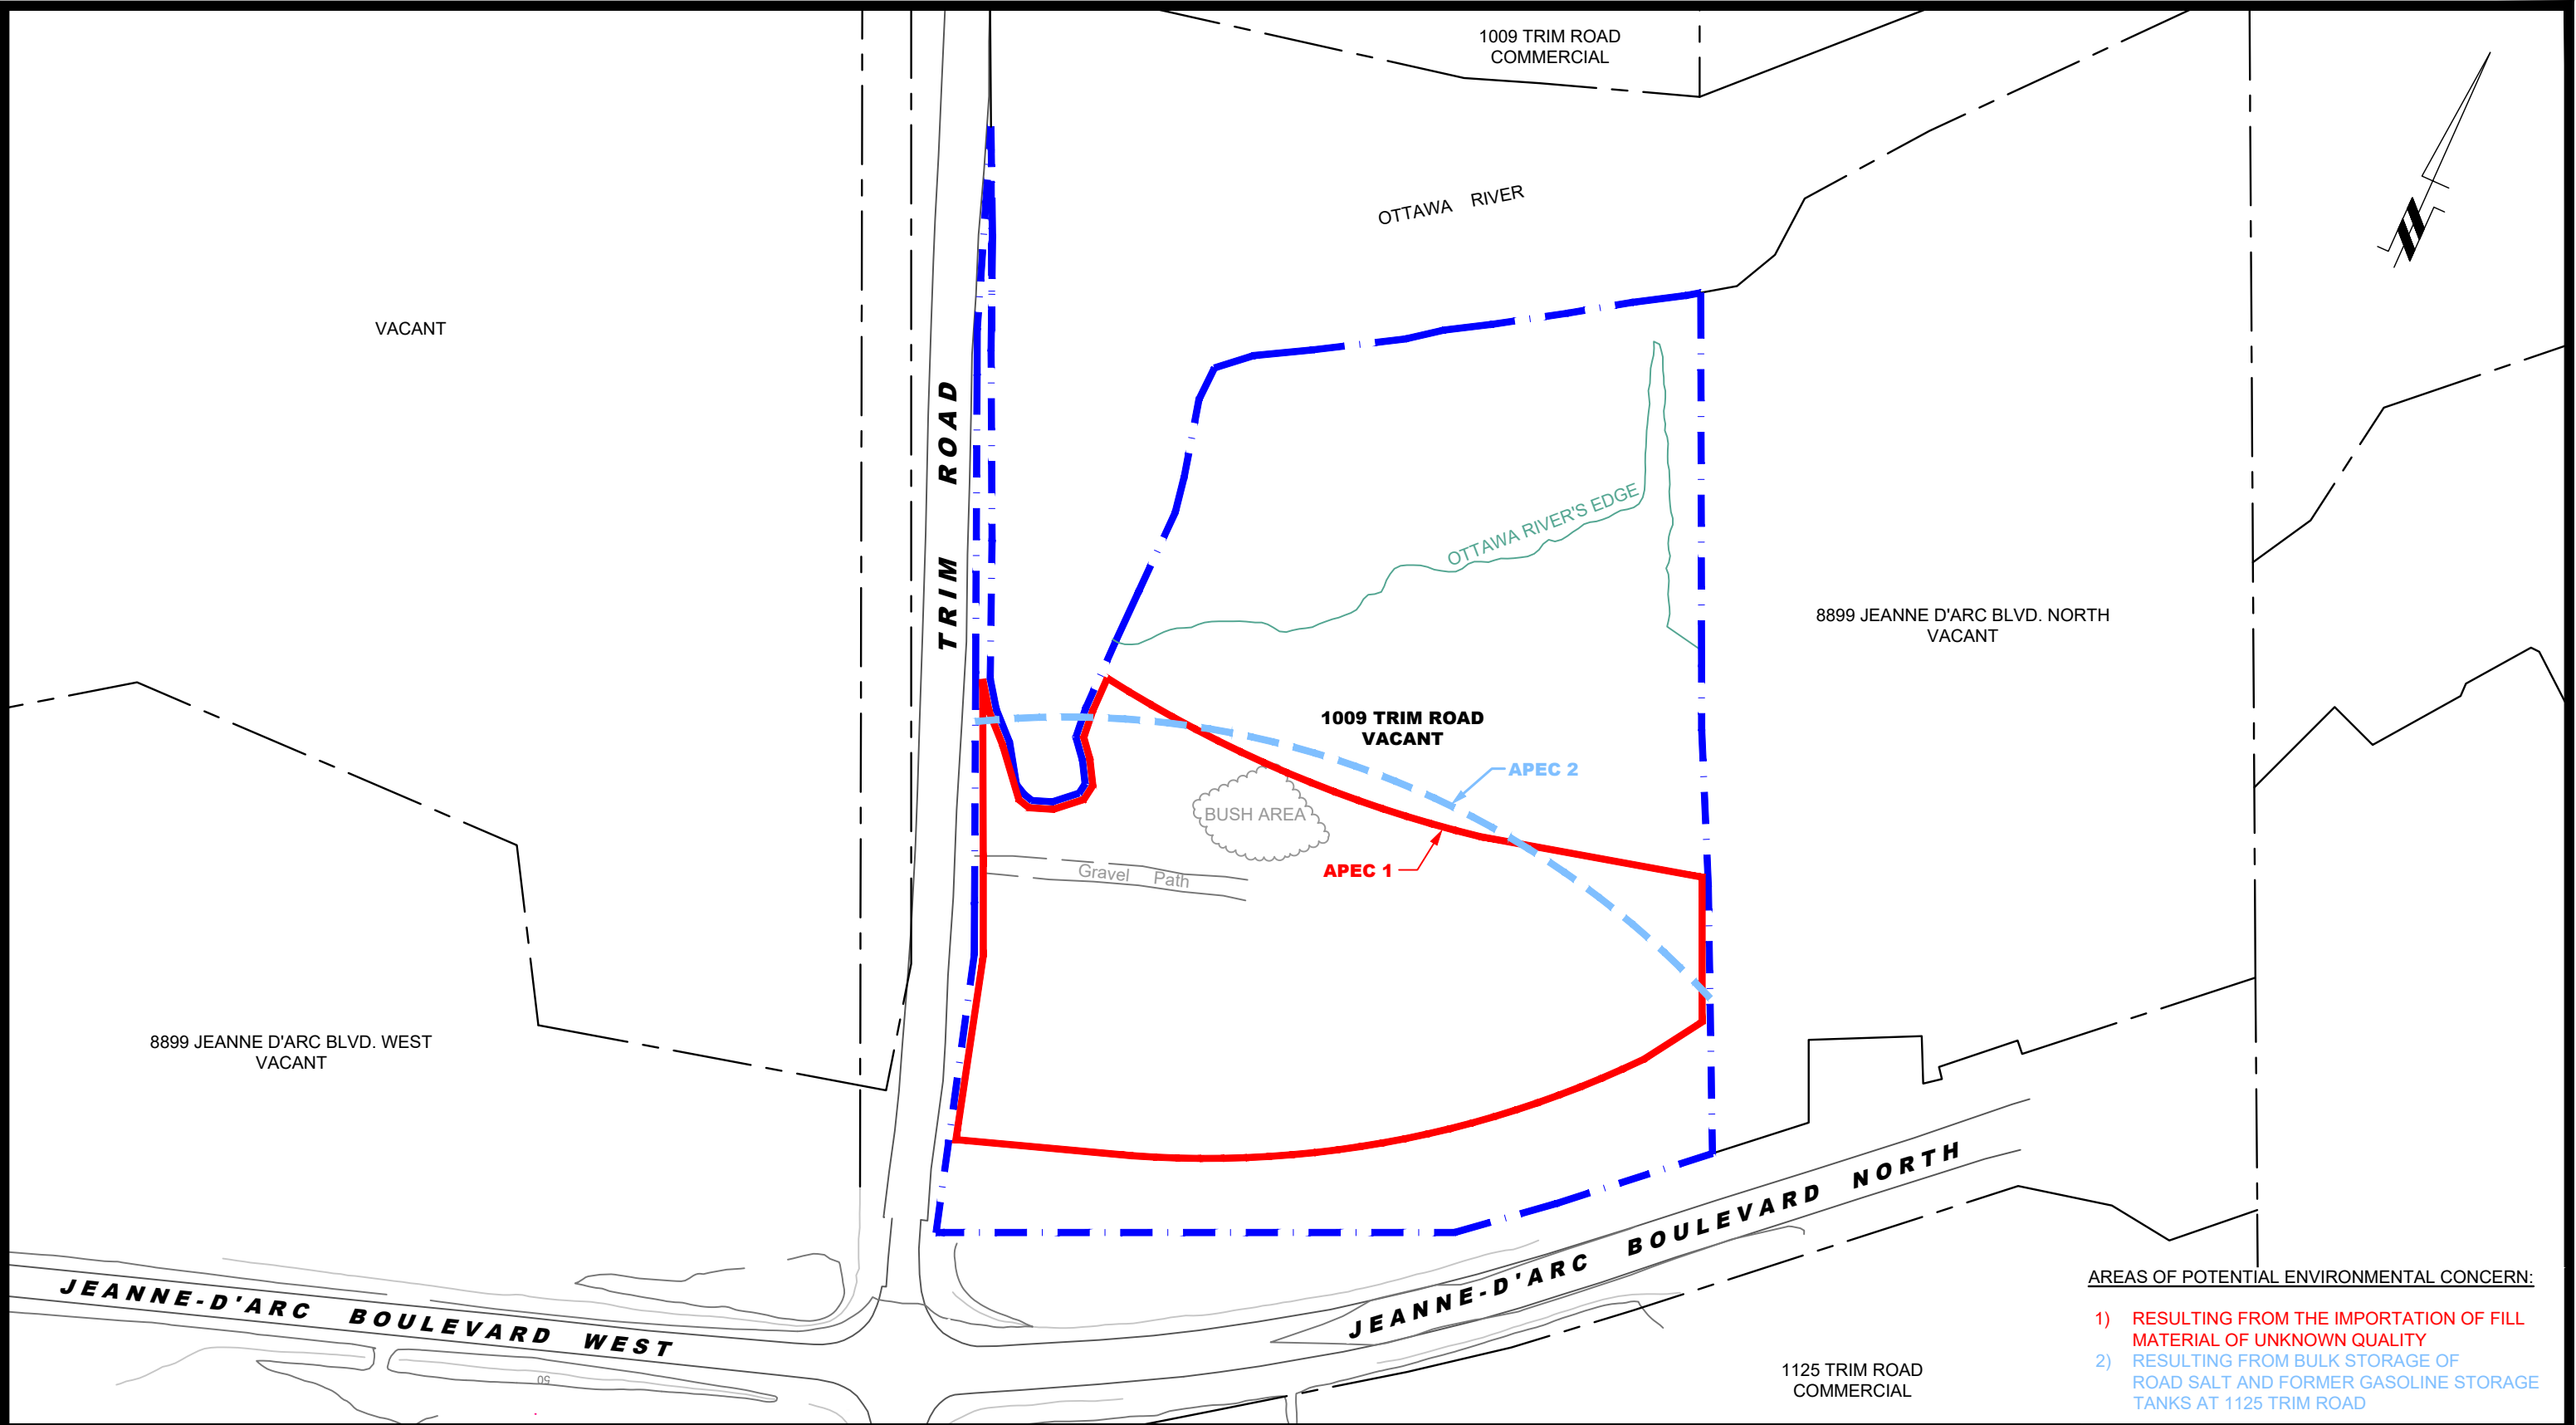 1009 TRIM ROAD
COMMERCIAL
OTTAWA RIVER
VACANT
TRIM ROAD
OTTAWA RIVER'S EDGE
8899 JEANNE D'ARC BLVD. NORTH
VACANT
1009 TRIM ROAD
VACANT
APEC 2
BUSH AREA
APEC 1
Gravel Path
8899 JEANNE D'ARC BLVD. WEST
VACANT
JEANNE-D'ARC BOULEVARD NORTH
JEANNE-D'ARC BOULEVARD WEST
50
1125 TRIM ROAD
COMMERCIAL
AREAS OF POTENTIAL ENVIRONMENTAL CONCERN:
1) RESULTING FROM THE IMPORTATION OF FILL
MATERIAL OF UNKNOWN QUALITY
2) RESULTING FROM BULK STORAGE OF
ROAD SALT AND FORMER GASOLINE STORAGE
TANKS AT 1125 TRIM ROAD